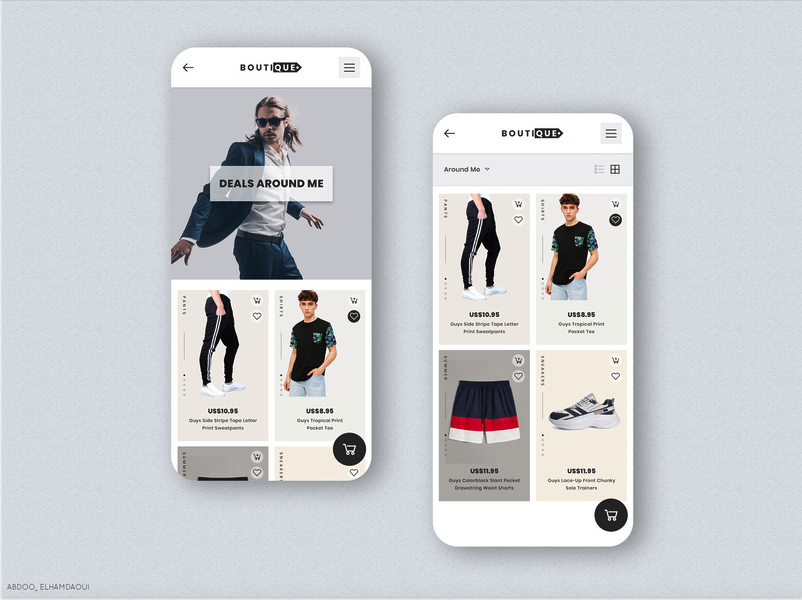 BOUTIQUE
DEALS AROUND ME
PANTS
US$10.95
Guys Side Stripe Tape Letter
Print Sweatpants
SHIRTS
US$8.95
Guys Tropical Print
Pocket Tee
SUMMER
SNEAKERS
BOUTIQUE
Around Me
PANTS
US$10.95
Guys Side Stripe Tape Letter
Print Sweatpants
SHIRTS
US$8.95
Guys Tropical Print
Pocket Tee
SUMMER
US$11.95
Guys Colorblock Slant Pocket
Drawstring Waist Shorts
SNEAKERS
US$11.95
Guys Lace-Up Front Chunky
Sole Trainers
ABDOO_ELHAMDAOUI